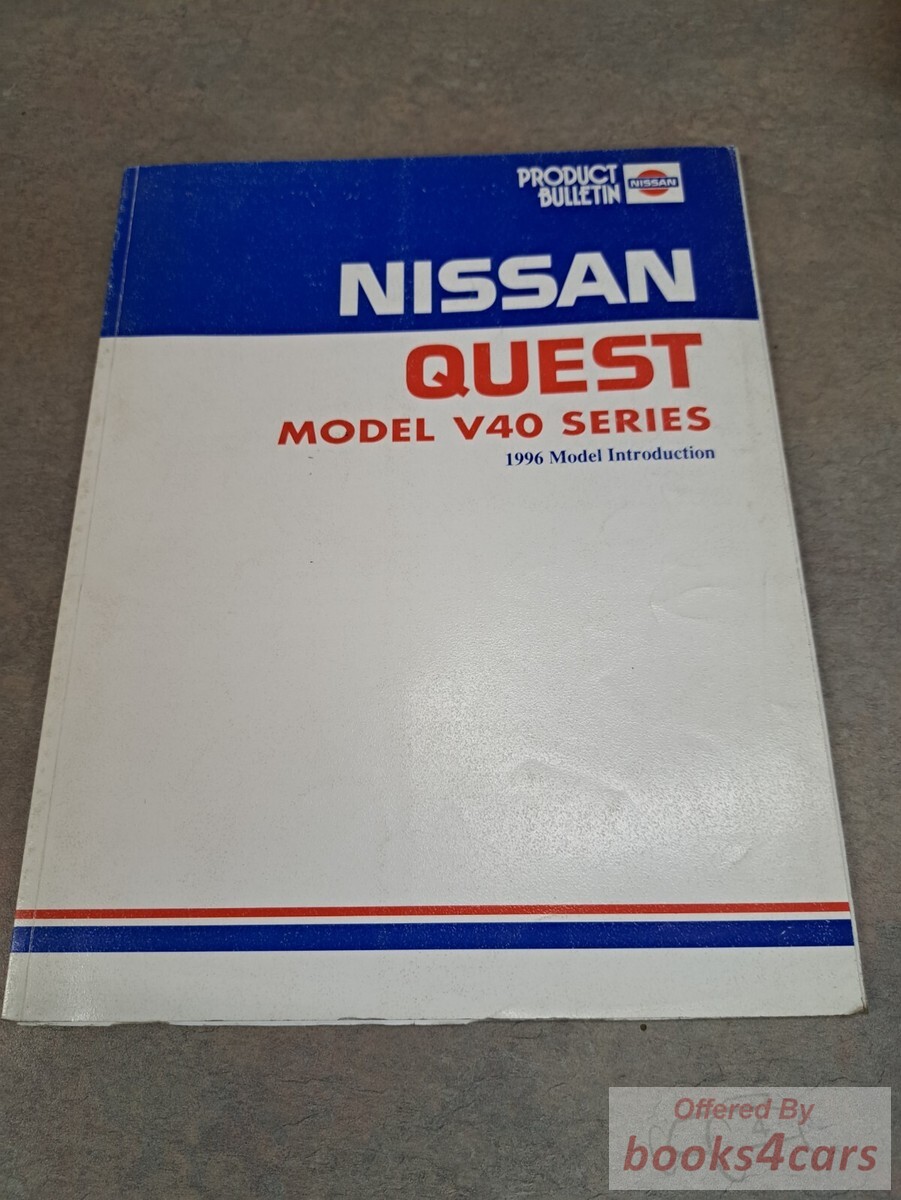 PRODUCT
BULLETIN
NISSAN
NISSAN
QUEST
MODEL V40 SERIES
1996 Model Introduction
Offered By
books4cars